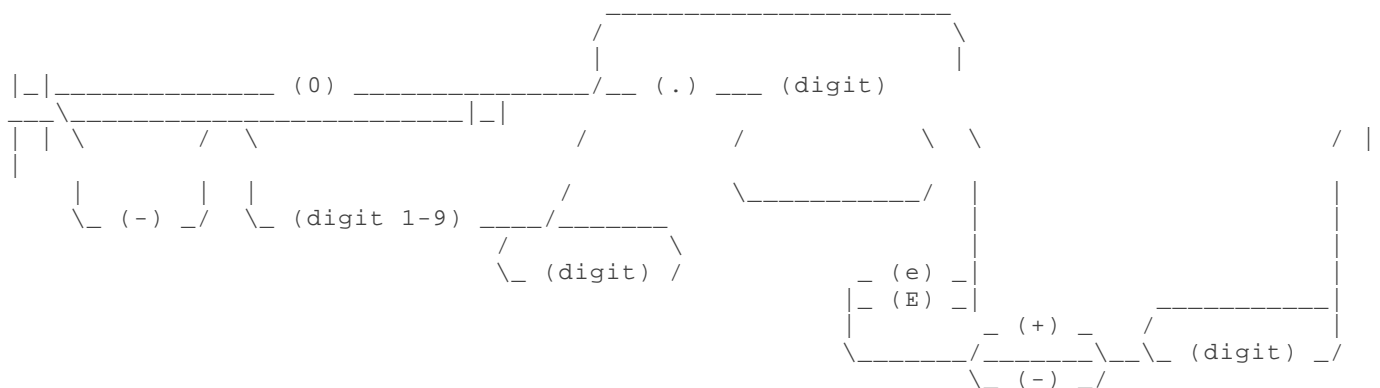 (0) (.) (digit)
(-) (digit 1-9)
(digit) (e)
(E)
(+)
(digit)
(-)